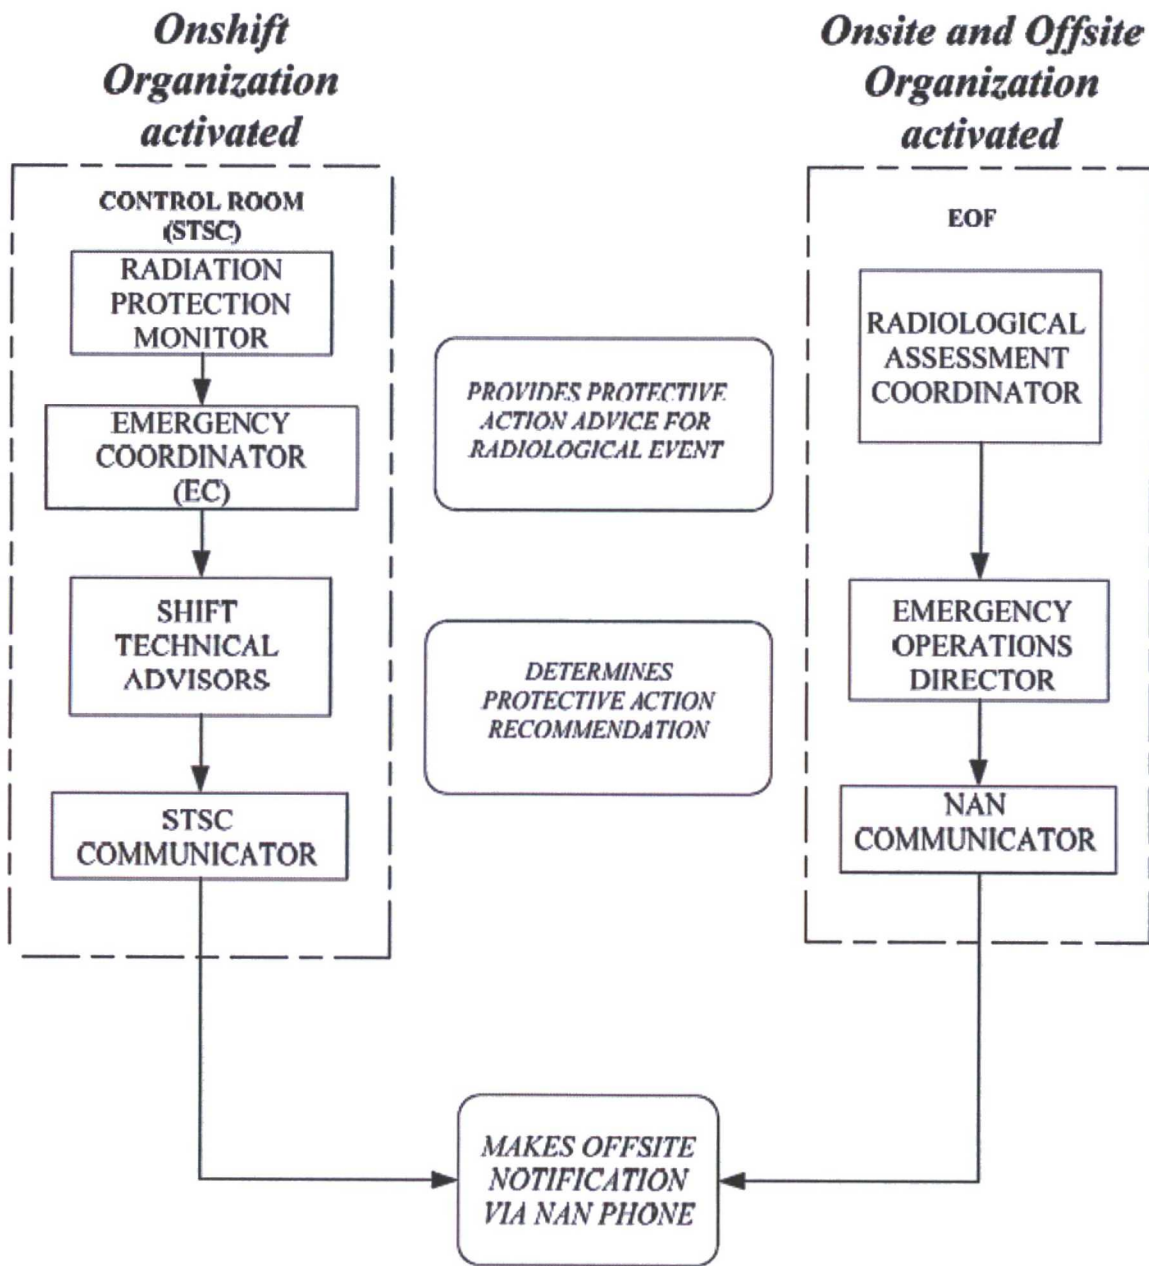 Onshift
Organization
activated
CONTROL ROOM
(STSC)
RADIATION
PROTECTION
MONITOR
EMERGENCY
COORDINATOR
(EC)
SHIFT
TECHNICAL
ADVISORS
STSC
COMMUNICATOR
PROVIDES PROTECTIVE
ACTION ADVICE FOR
RADIOLOGICAL EVENT
DETERMINES
PROTECTIVE ACTION
RECOMMENDATION
Onsite and Offsite
Organization
activated
EOF
RADIOLOGICAL
ASSESSMENT
COORDINATOR
EMERGENCY
OPERATIONS
DIRECTOR
NAN
COMMUNICATOR
MAKES OFFSITE
NOTIFICATION
VIA NAN PHONE